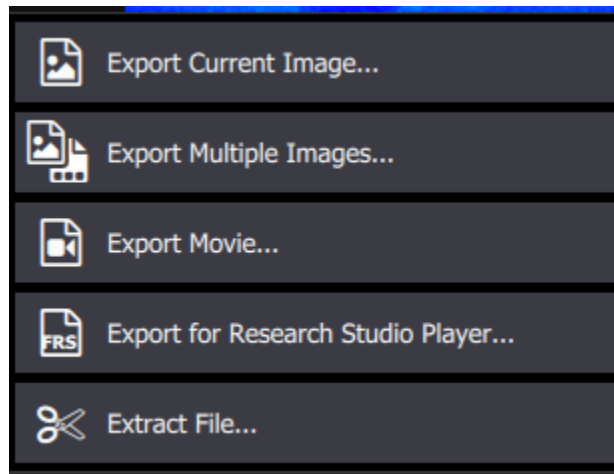 Export Current Image...
Export Multiple Images...
Export Movie...
FRS Export for Research Studio Player...
Extract File...